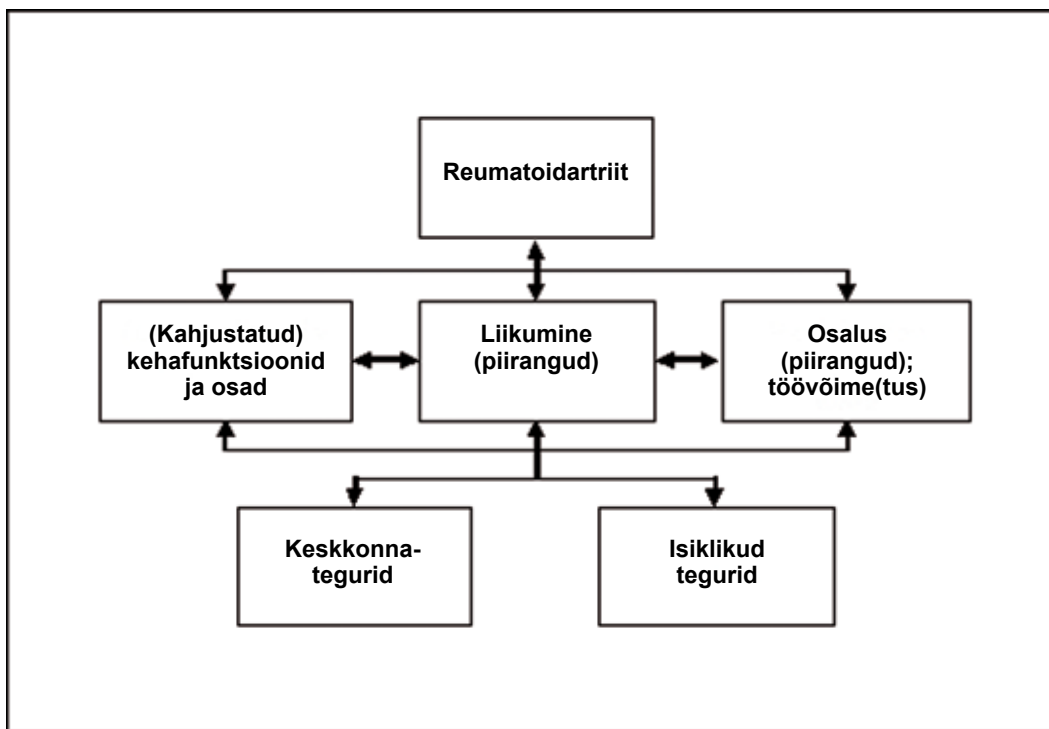 Reumatoidartriit
(Kahjustatud)
kehafunktsioonid
ja osad
Liikumine
(piirangud)
Osalus
(piirangud);
töövõime(tus)
Keskkonna-
tegurid
Isiklikud
tegurid